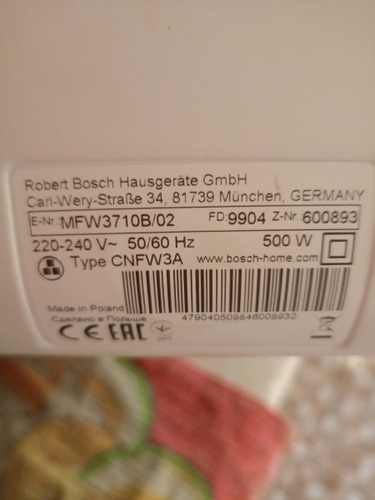 Robert Bosch Hausgeräte GmbH
Carl-Wery-Straße 34, 81739 München, GERMANY
E-Nr. MFW3710B/02 FD: 9904 Z-Nr. 600893
220-240 V~ 50/60 Hz 500 W
Type CNFW3A www.bosch-home.com
Made in Poland
Сделано в Польше
479040509846008932
CE EAC